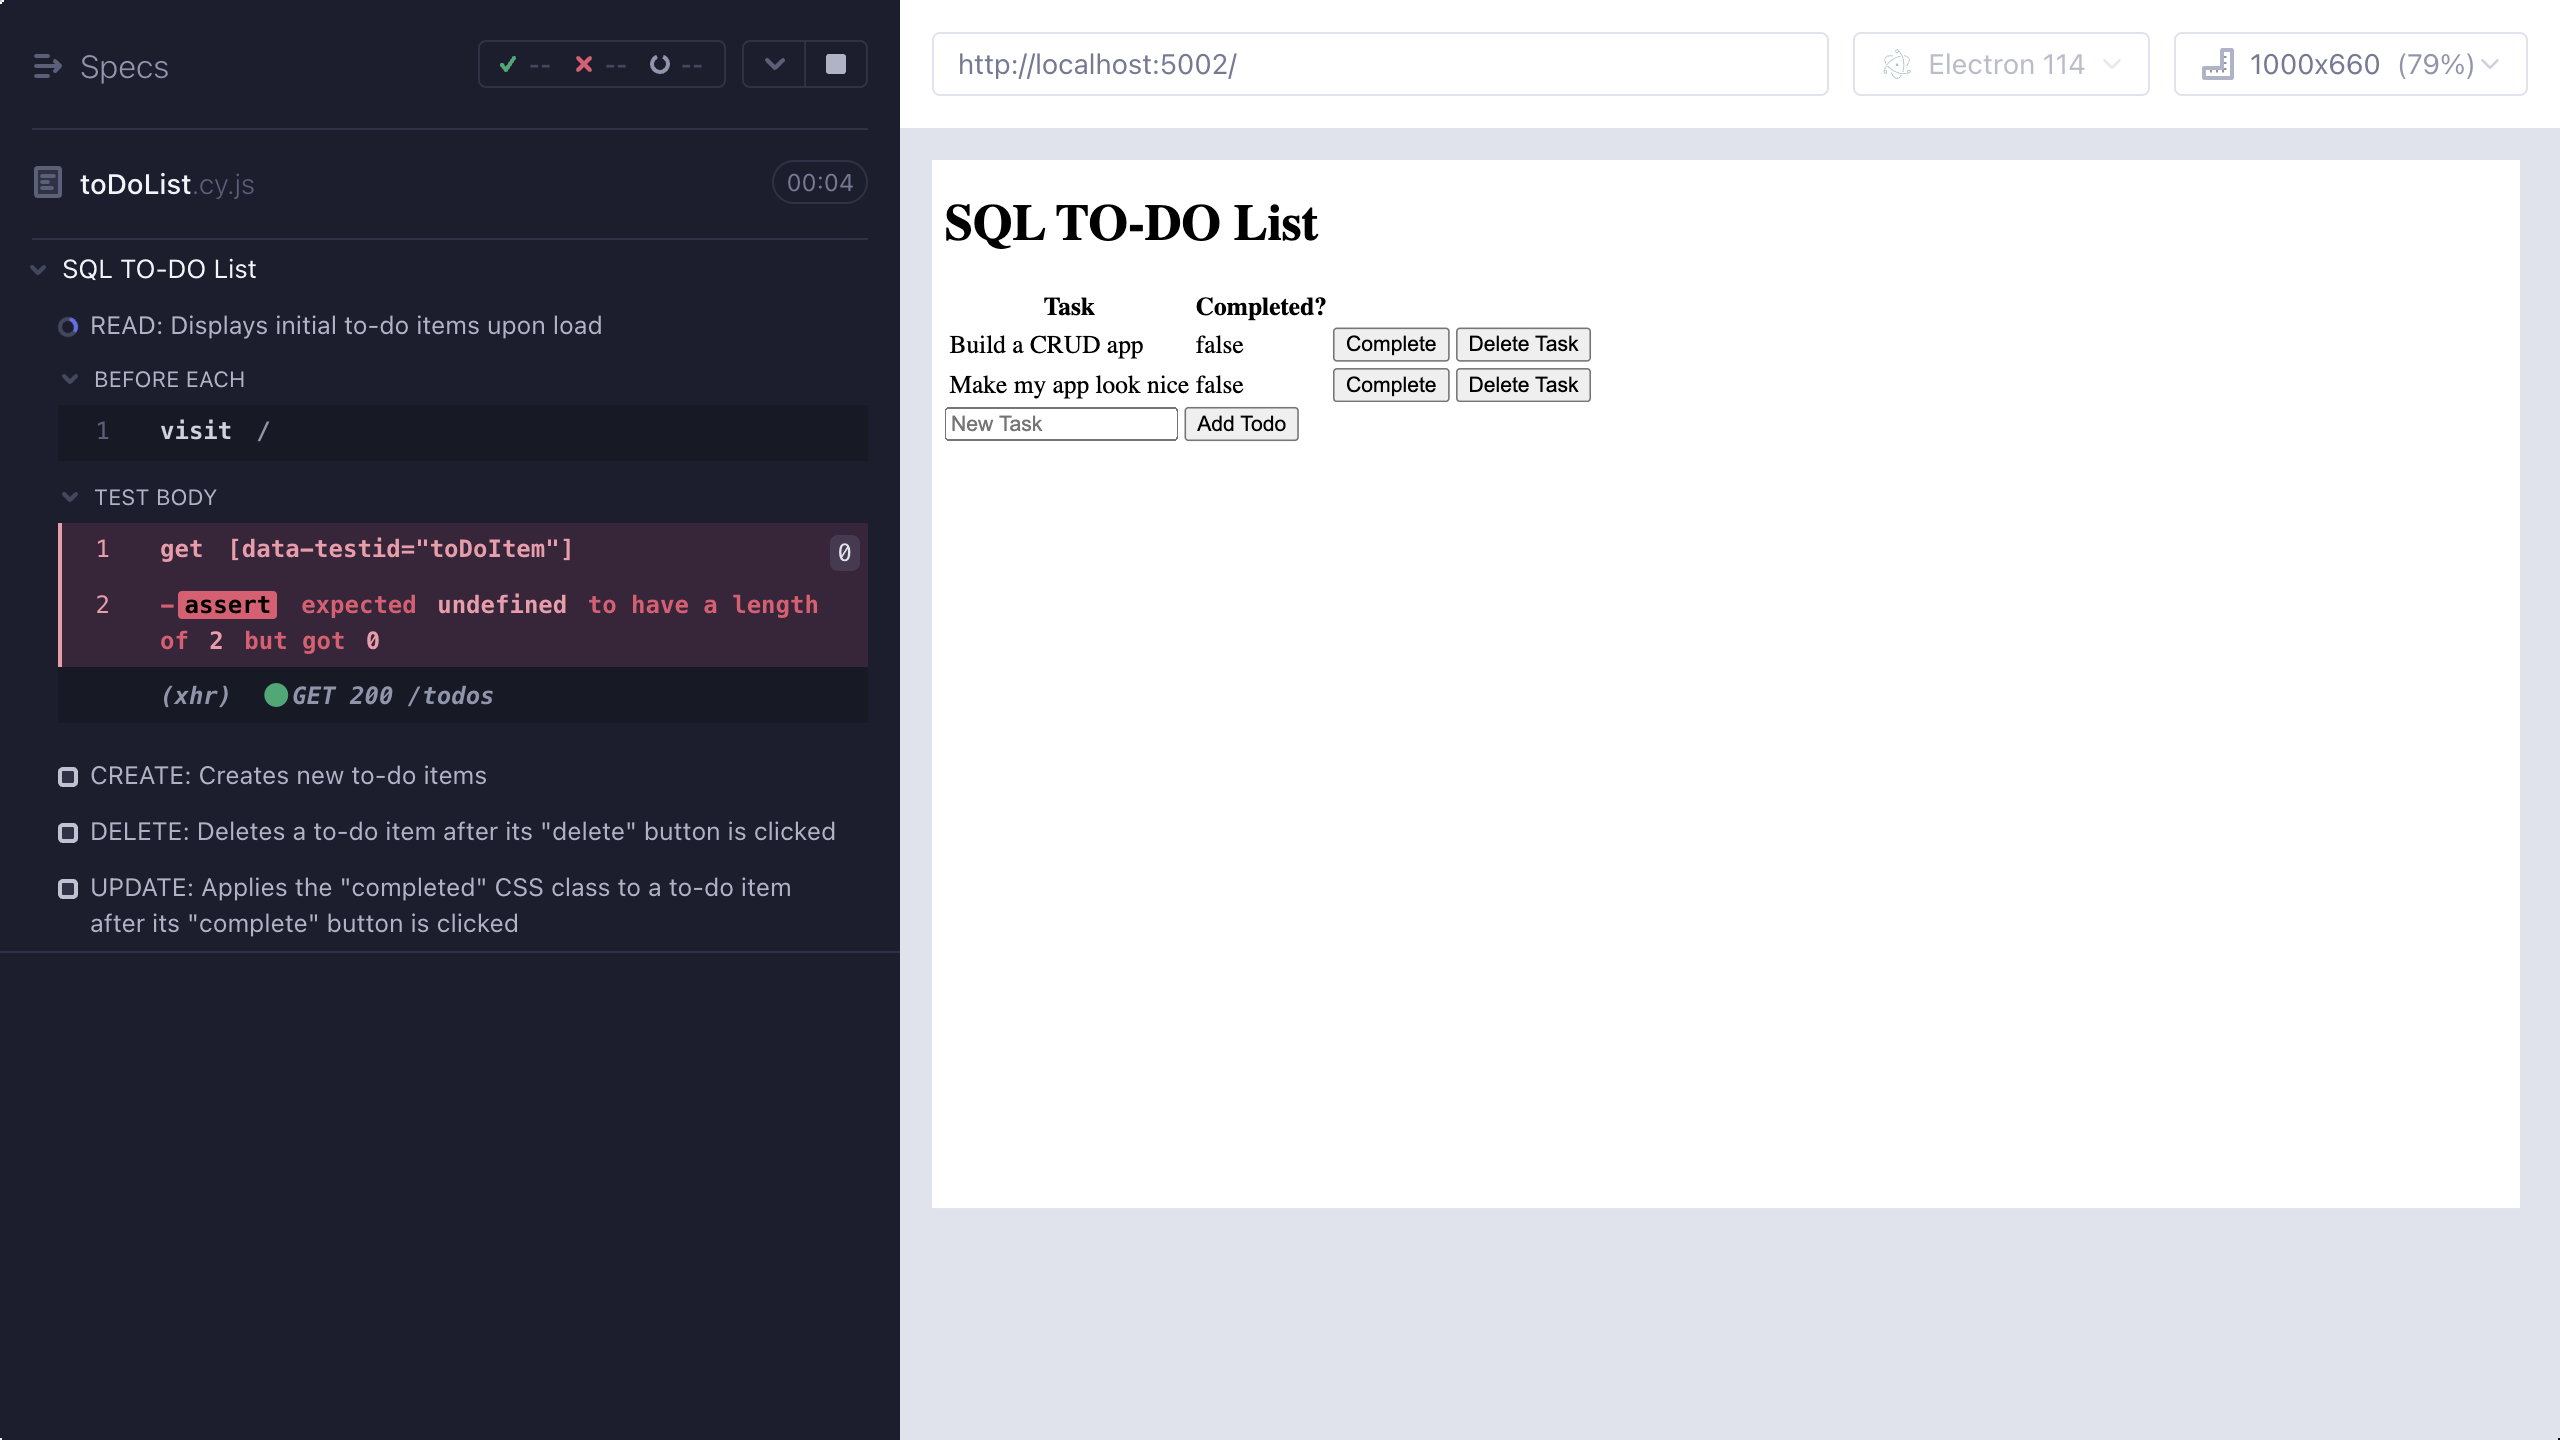 Specs
-- -- --
toDoList.cy.js
00:04
SQL TO-DO List
READ: Displays initial to-do items upon load
BEFORE EACH
1 visit /
TEST BODY
1 get [data-testid="toDoItem"] 0
2 -assert expected undefined to have a length
of 2 but got 0
(xhr) GET 200 /todos
CREATE: Creates new to-do items
DELETE: Deletes a to-do item after its "delete" button is clicked
UPDATE: Applies the "completed" CSS class to a to-do item
after its "complete" button is clicked
http://localhost:5002/
Electron 114
1000x660 (79%)
SQL TO-DO List
Task Completed?
Build a CRUD app false Complete Delete Task
Make my app look nice false Complete Delete Task
New Task Add Todo